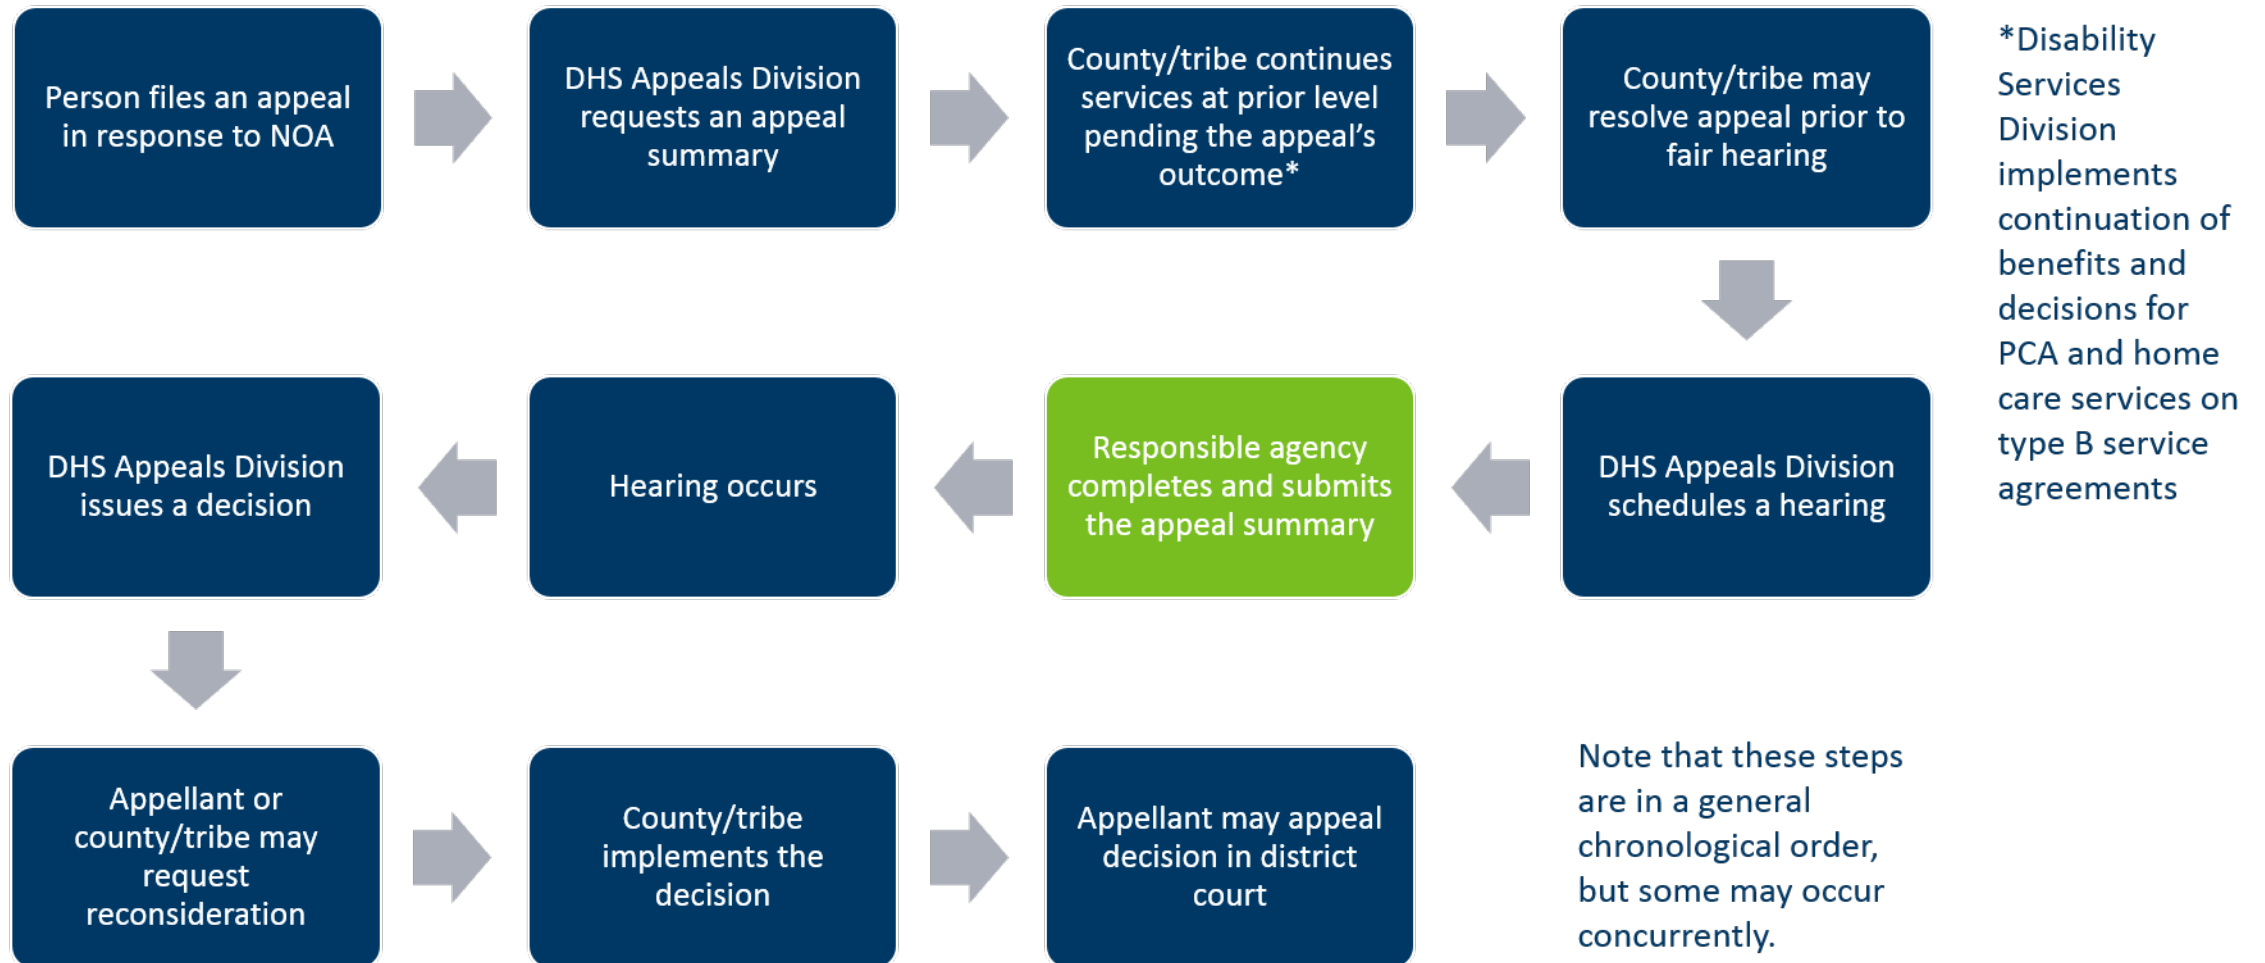 Person files an appeal
in response to NOA
DHS Appeals Division
requests an appeal
summary
County/tribe continues
services at prior level
pending the appeal's
outcome*
County/tribe may
resolve appeal prior to
fair hearing
*Disability
Services
Division
implements
continuation of
benefits and
decisions for
PCA and home
care services on
type B service
agreements
DHS Appeals Division
schedules a hearing
Responsible agency
completes and submits
the appeal summary
Hearing occurs
DHS Appeals Division
issues a decision
Appellant or
county/tribe may
request
reconsideration
County/tribe
implements the
decision
Appellant may appeal
decision in district
court
Note that these steps
are in a general
chronological order,
but some may occur
concurrently.